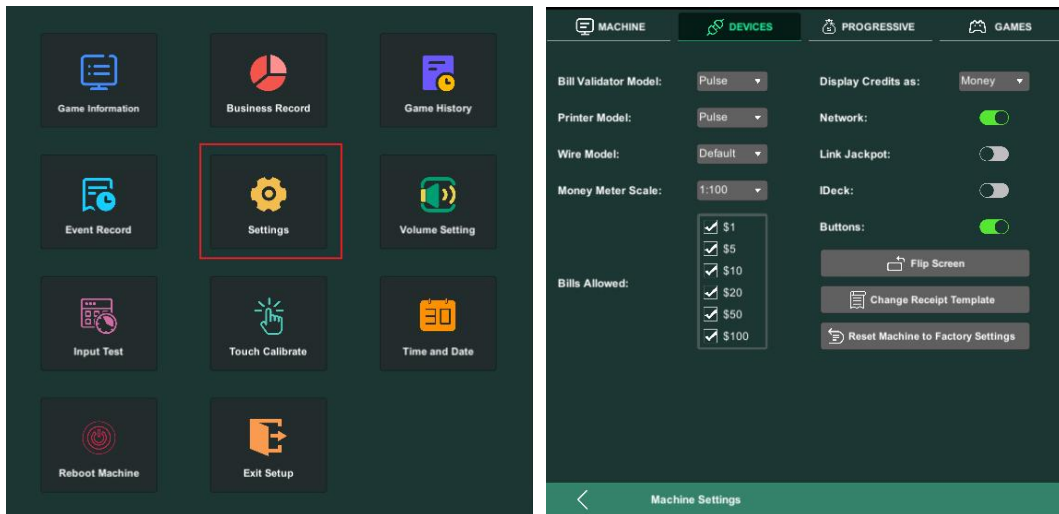 Game Information
Business Record
Game History
Event Record
Settings
Volume Setting
Input Test
Touch Calibrate
30
Time and Date
Reboot Machine
Exit Setup
MACHINE
DEVICES
PROGRESSIVE
GAMES
Bill Validator Model: Pulse
Printer Model: Pulse
Wire Model: Default
Money Meter Scale: 1:100
Bills Allowed:
$1
$5
$10
$20
$50
$100
Display Credits as: Money
Network:
Link Jackpot:
IDeck:
Buttons:
Flip Screen
Change Receipt Template
Reset Machine to Factory Settings
Machine Settings